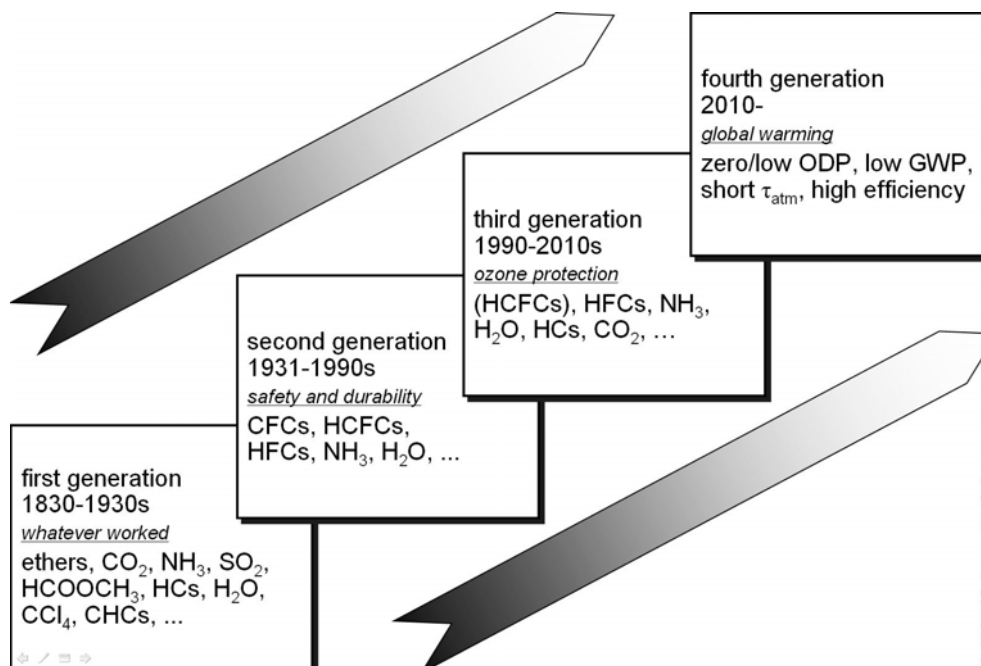 first generation
1830-1930s
whatever worked
ethers, CO₂, NH₃, SO₂,
HCOOCH₃, HCs, H₂O,
CCl₄, CHCs, ...
second generation
1931-1990s
safety and durability
CFCs, HCFCs,
HFCs, NH₃, H₂O, ...
third generation
1990-2010s
ozone protection
(HCFCs), HFCs, NH₃,
H₂O, HCs, CO₂, ...
fourth generation
2010-
global warming
zero/low ODP, low GWP,
short τatm, high efficiency